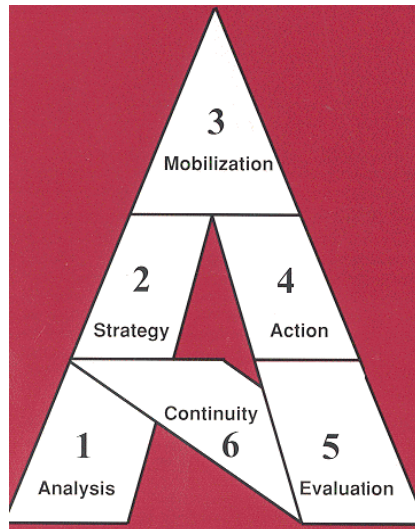 3
Mobilization
2
Strategy
4
Action
1
Analysis
Continuity
6
5
Evaluation